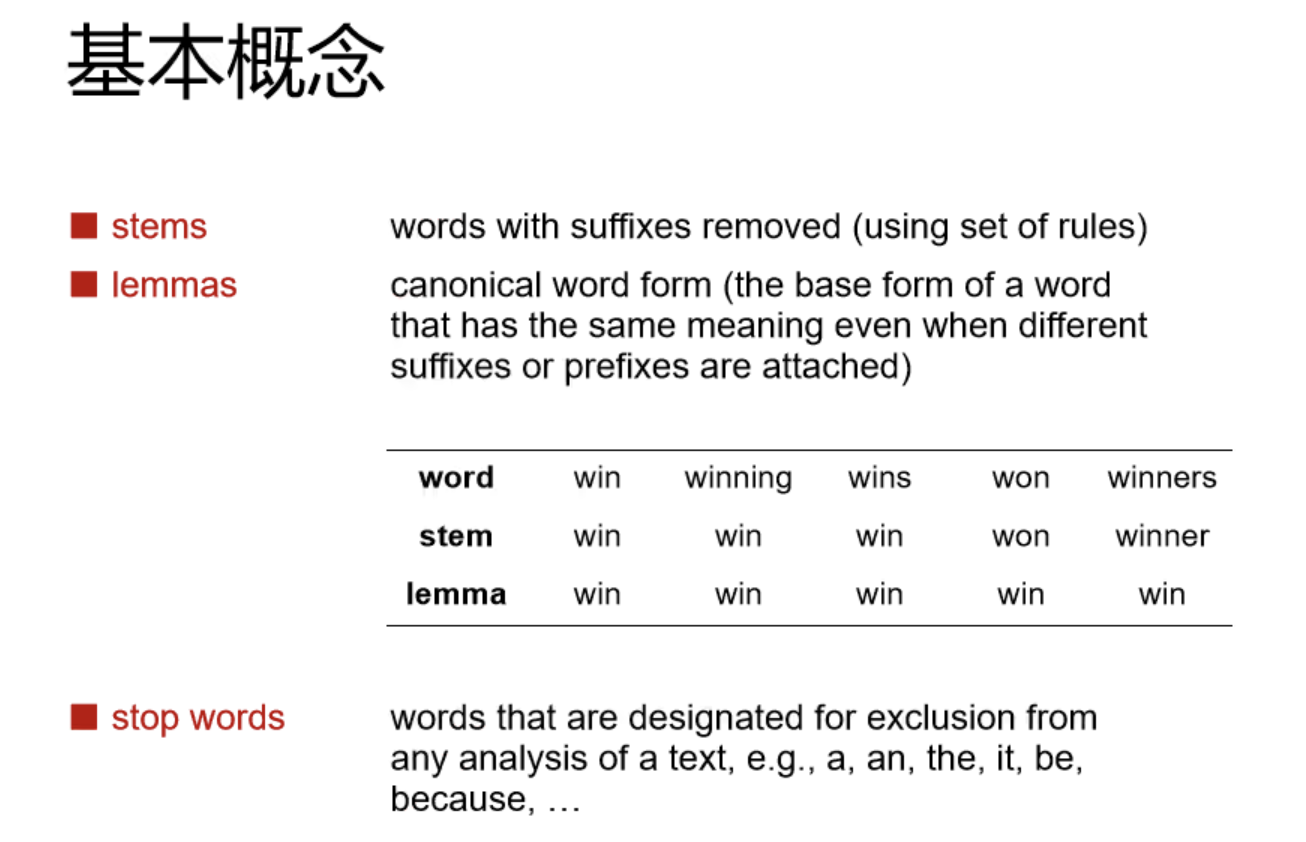 基本概念
■ stems words with suffixes removed (using set of rules)
■ lemmas canonical word form (the base form of a word
that has the same meaning even when different
suffixes or prefixes are attached)
word win winning wins won winners
stem win win win won winner
lemma win win win win win
■ stop words words that are designated for exclusion from
any analysis of a text, e.g., a, an, the, it, be,
because, …